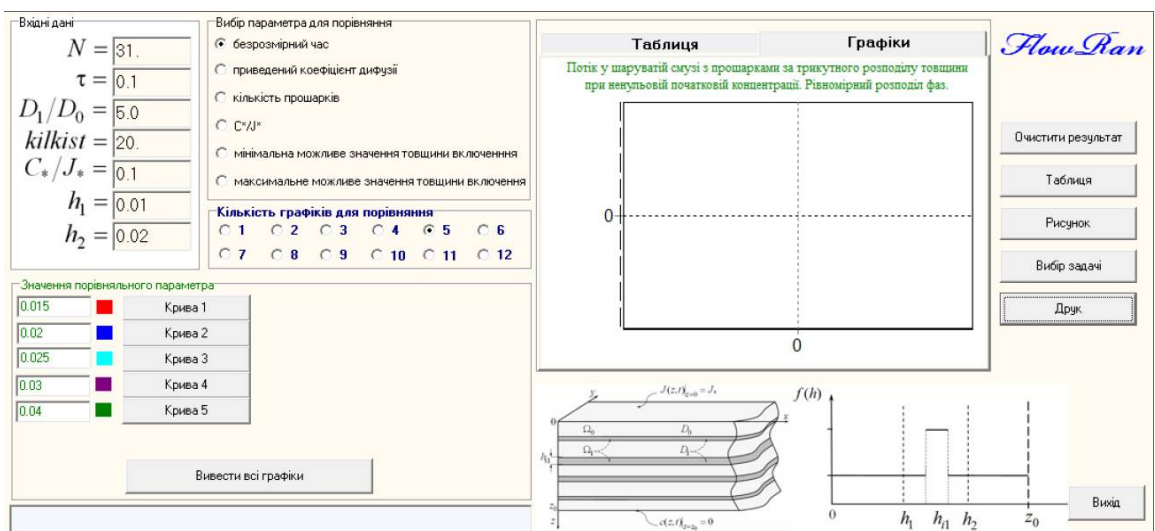 Вхідні дані
N = 31.
τ = 0.1
D₁/D₀ = 5.0
kilkist = 20.
C*/J* = 0.1
h₁ = 0.01
h₂ = 0.02
Вибір параметра для порівняння
безрозмірний час
приведений коефіцієнт дифузії
кількість прошарків
C*/J*
мінімальна можливе значення товщини включенння
максимальне можливе значення товщини включення
Кількість графіків для порівняння
1 2 3 4 5 6
7 8 9 10 11 12
Значення порівняльного параметра
0.015 Крива 1
0.02 Крива 2
0.025 Крива 3
0.03 Крива 4
0.04 Крива 5
Вивести всі графіки
Таблиця Графіки
Потік у шаруватій смузі з прошарками за трикутного розподілу товщини
при ненульовій початковій концентрації. Рівномірний розподіл фаз.
0
0
FlowRan
Очистити результат
Таблиця
Рисунок
Вибір задачі
Друк
Вихід
y
J(z,t)|z=0 = J*
0 x
Ω₀ D₀
Ω₁ D₁
hᵢ₁
z₀
z
c(z,t)|z=z₀ = 0
f(h)
0 h₁ hᵢ₁ h₂ z₀